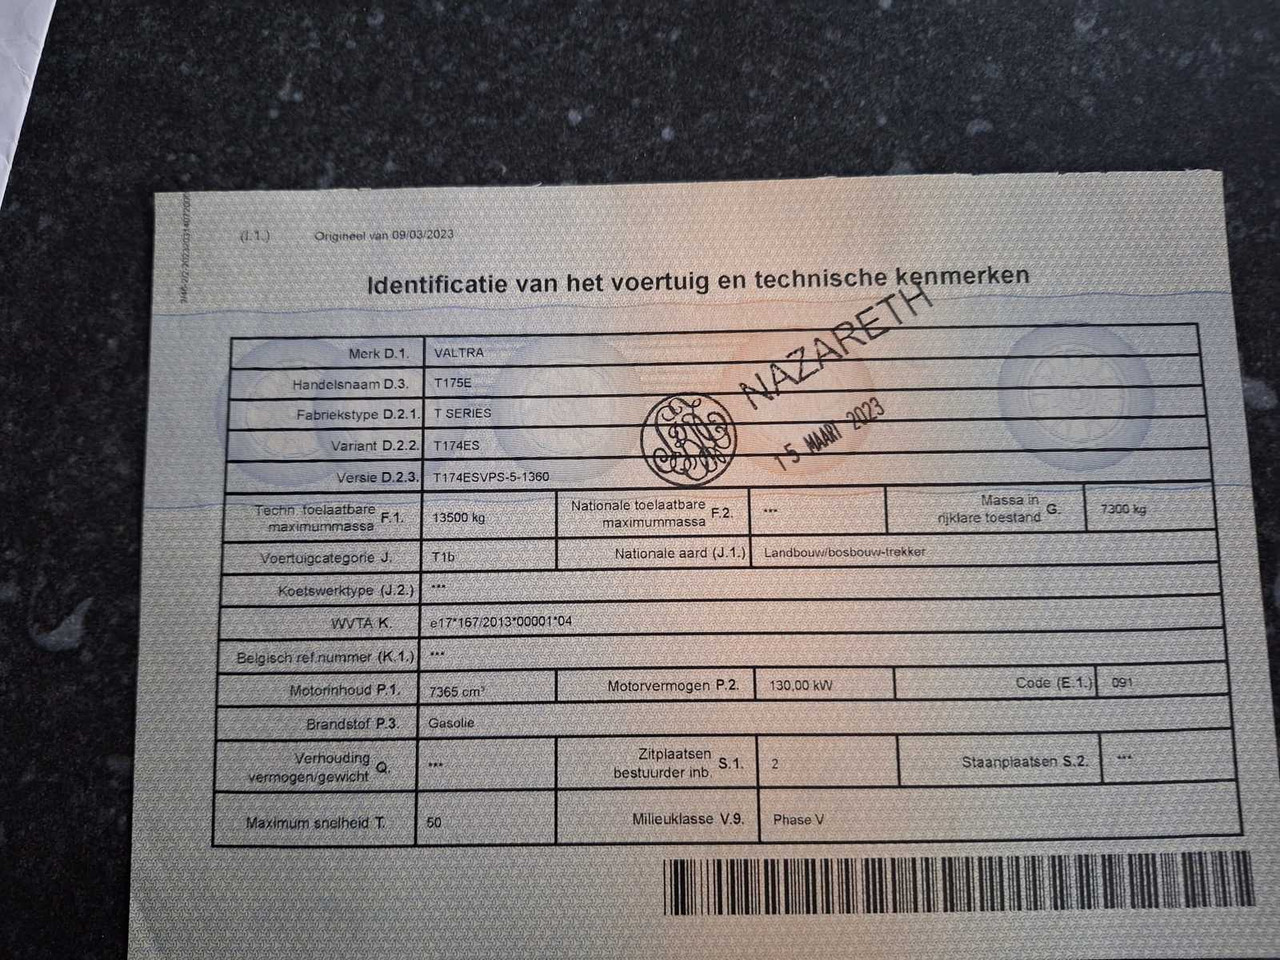 (I.1.) Origineel van 09/03/2023
Identificatie van het voertuig en technische kenmerken
NAZARETH
15 MAART 2023
Merk D.1. VALTRA
Handelsnaam D.3. T175E
Fabriekstype D.2.1. T SERIES
Variant D.2.2. T174ES
Versie D.2.3. T174ESVPS-5-1360
Techn toelaatbare maximummassa F.1. 13500 kg Nationale toelaatbare maximummassa F.2. *** Massa in rijklare toestand G. 7300 kg
Voertuigcategorie J. T1b Nationale aard (J.1.) Landbouw/bosbouw-trekker
Koetswerktype (J.2.) ***
WVTA K. e17*167/2013*00001*04
Belgisch ref.nummer (K.1.) ***
Motorinhoud P.1. 7365 cm³ Motorvermogen P.2. 130,00 kW Code (E.1.) 091
Brandstof P.3. Gasolie
Verhouding vermogen/gewicht Q. *** Zitplaatsen bestuurder inb. S.1. 2 Staanplaatsen S.2. ***
Maximum snelheid T. 50 Milieuklasse V.9. Phase V